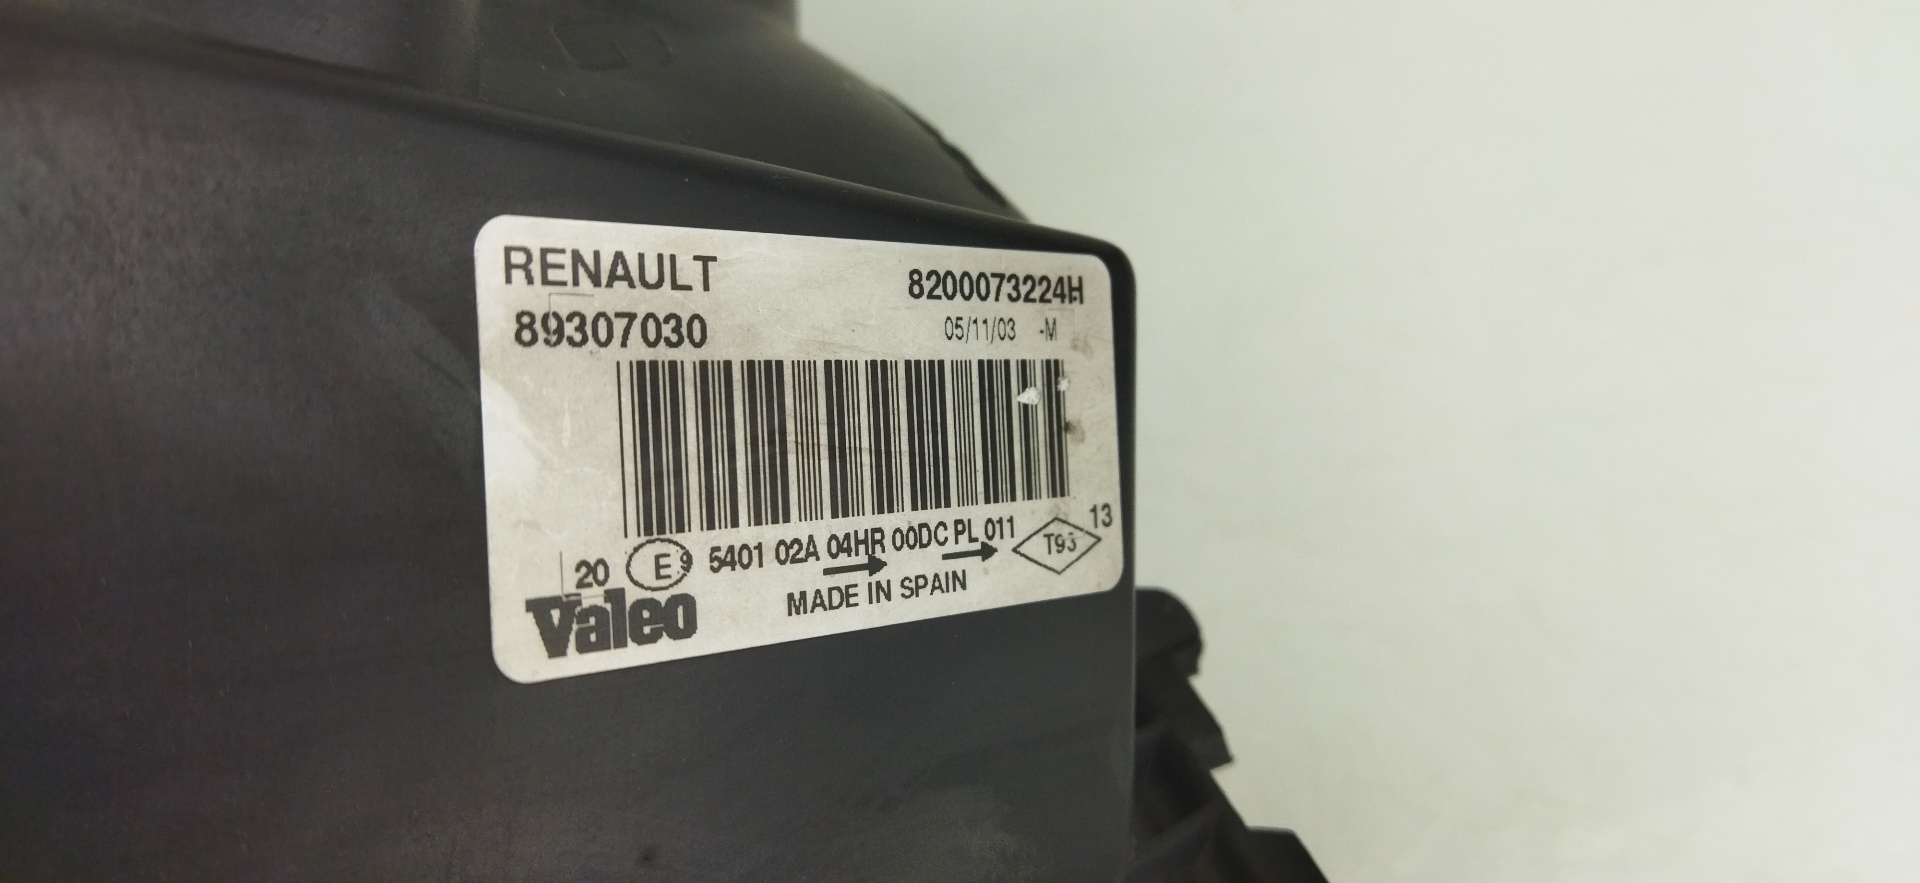 RENAULT 8200073224H
89307030 05/11/03 -M
20 E9 5401 02A 04HR 00DC PL 011 T93 13
Valeo MADE IN SPAIN